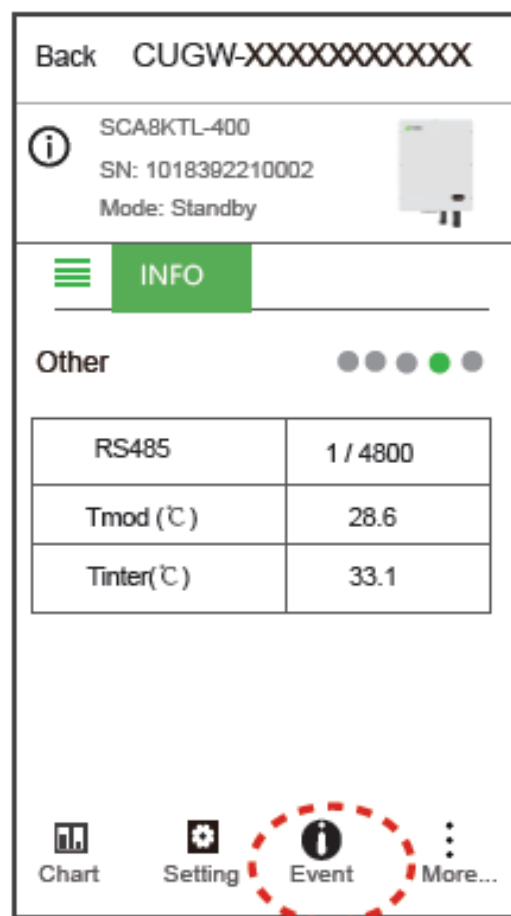 Back CUGW-XXXXXXXXXXX
SCA8KTL-400
SN: 1018392210002
Mode: Standby
INFO
Other
RS485 1 / 4800
Tmod (℃) 28.6
Tinter(℃) 33.1
Chart Setting Event More...